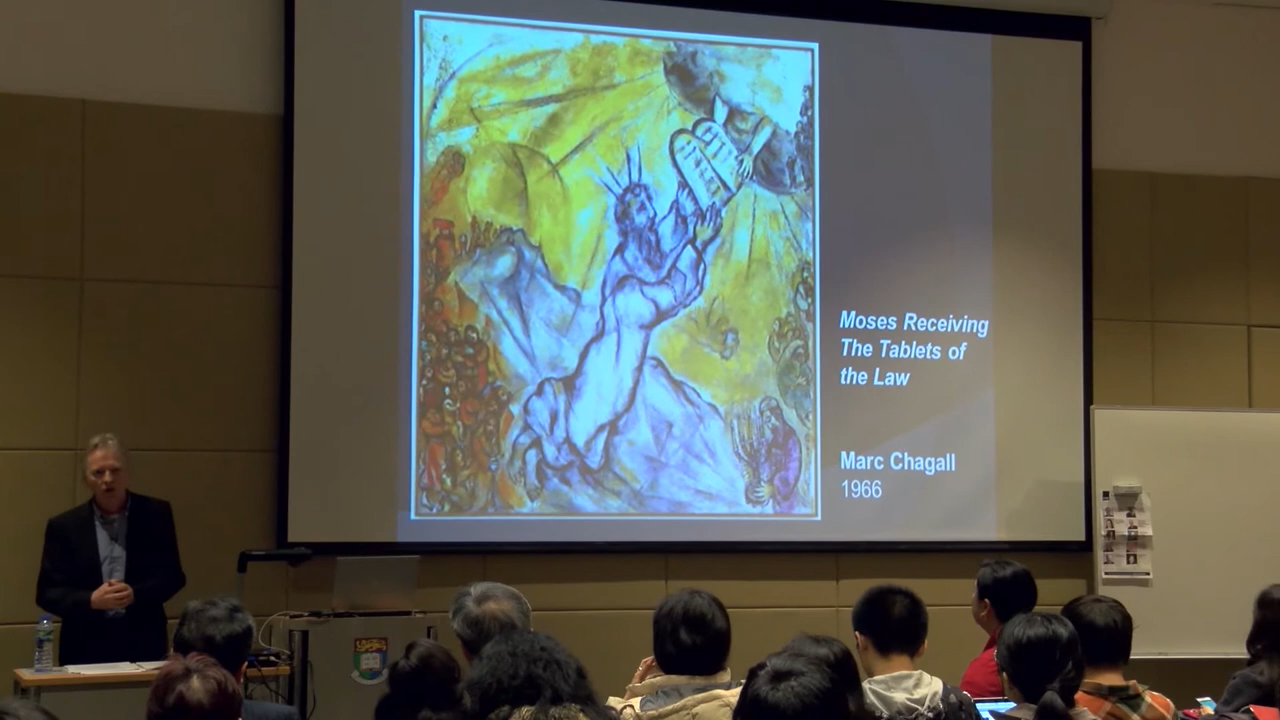 Moses Receiving
The Tablets of
the Law
Marc Chagall
1966